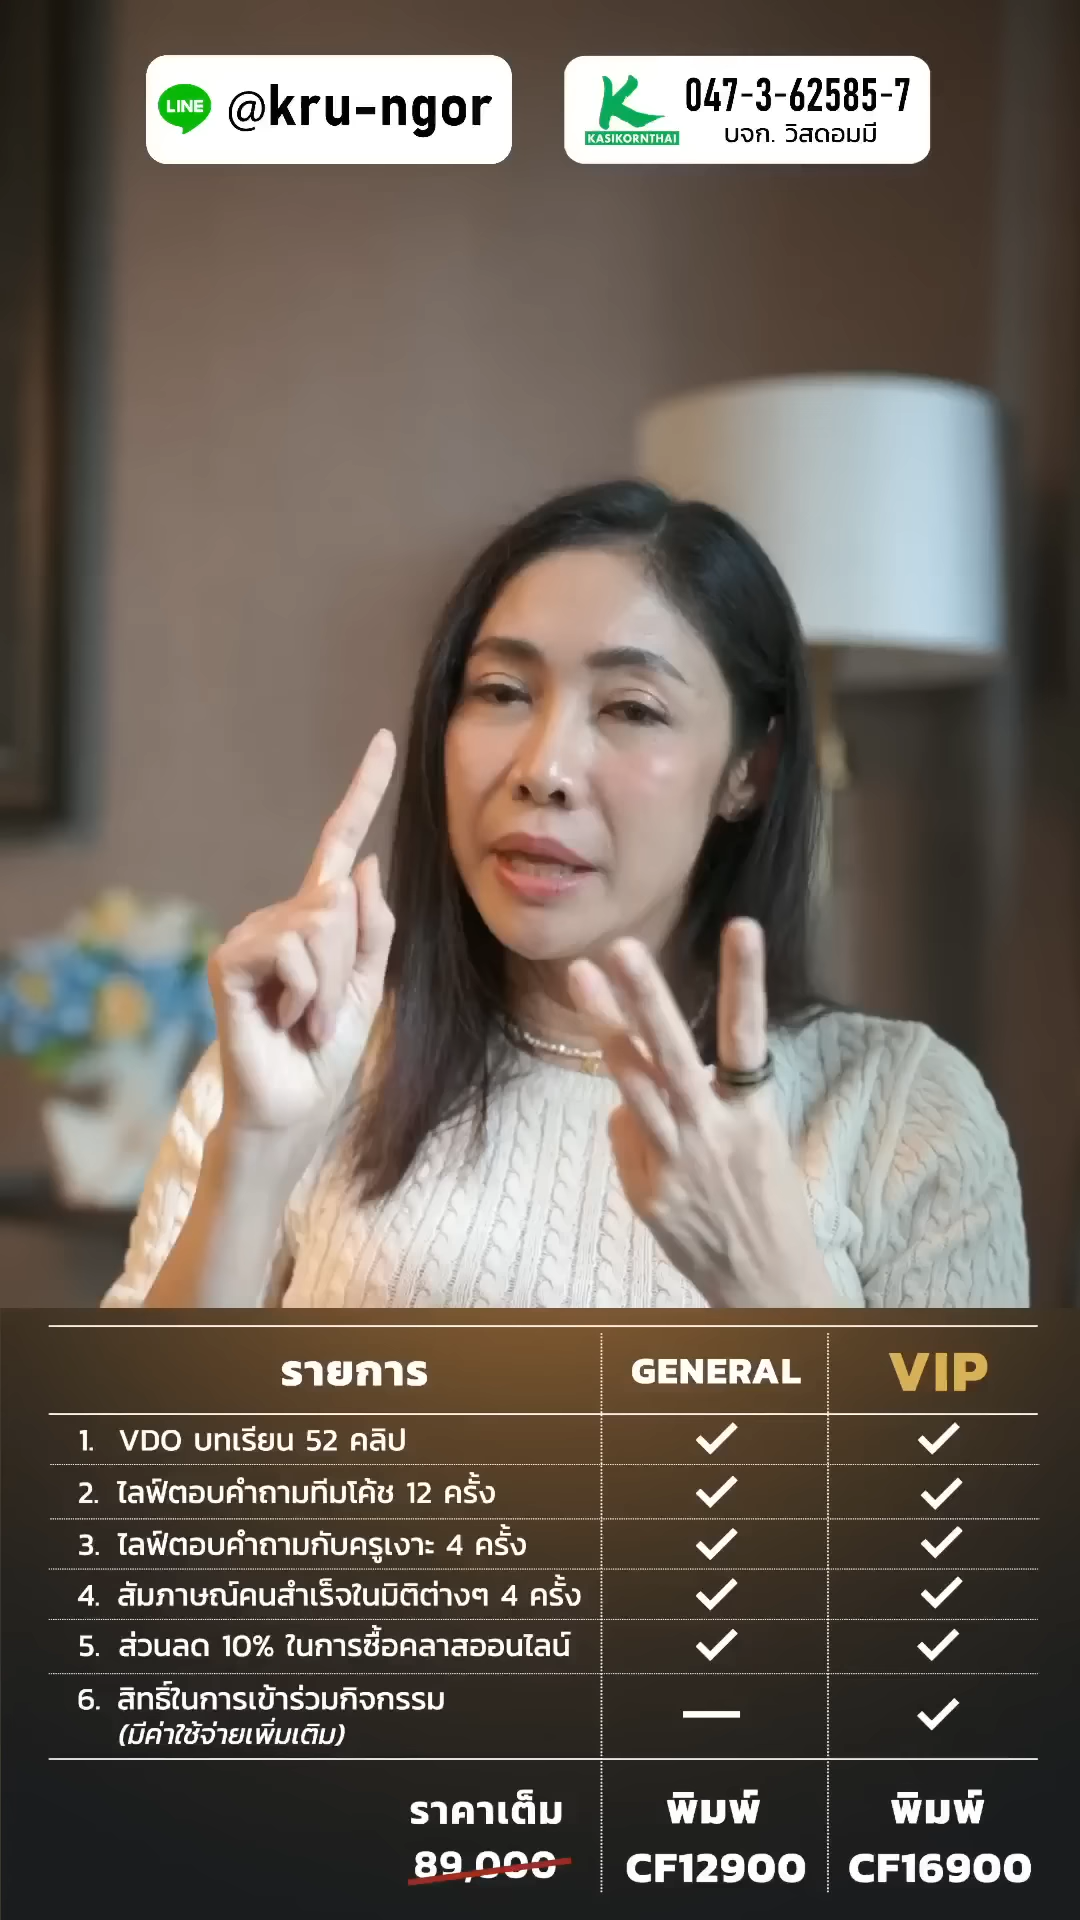 LINE @kru-ngor
KASIKORNTHAI 047-3-62585-7
บจก. วิสดอมมี
รายการ GENERAL VIP
1. VDO บทเรียน 52 คลิป
2. ไลฟ์ตอบคำถามทีมโค้ช 12 ครั้ง
3. ไลฟ์ตอบคำถามกับครูเงาะ 4 ครั้ง
4. สัมภาษณ์คนสำเร็จในมิติต่างๆ 4 ครั้ง
5. ส่วนลด 10% ในการซื้อคลาสออนไลน์
6. สิทธิ์ในการเข้าร่วมกิจกรรม
(มีค่าใช้จ่ายเพิ่มเติม)
ราคาเต็ม พิมพ์ พิมพ์
89,000 CF12900 CF16900